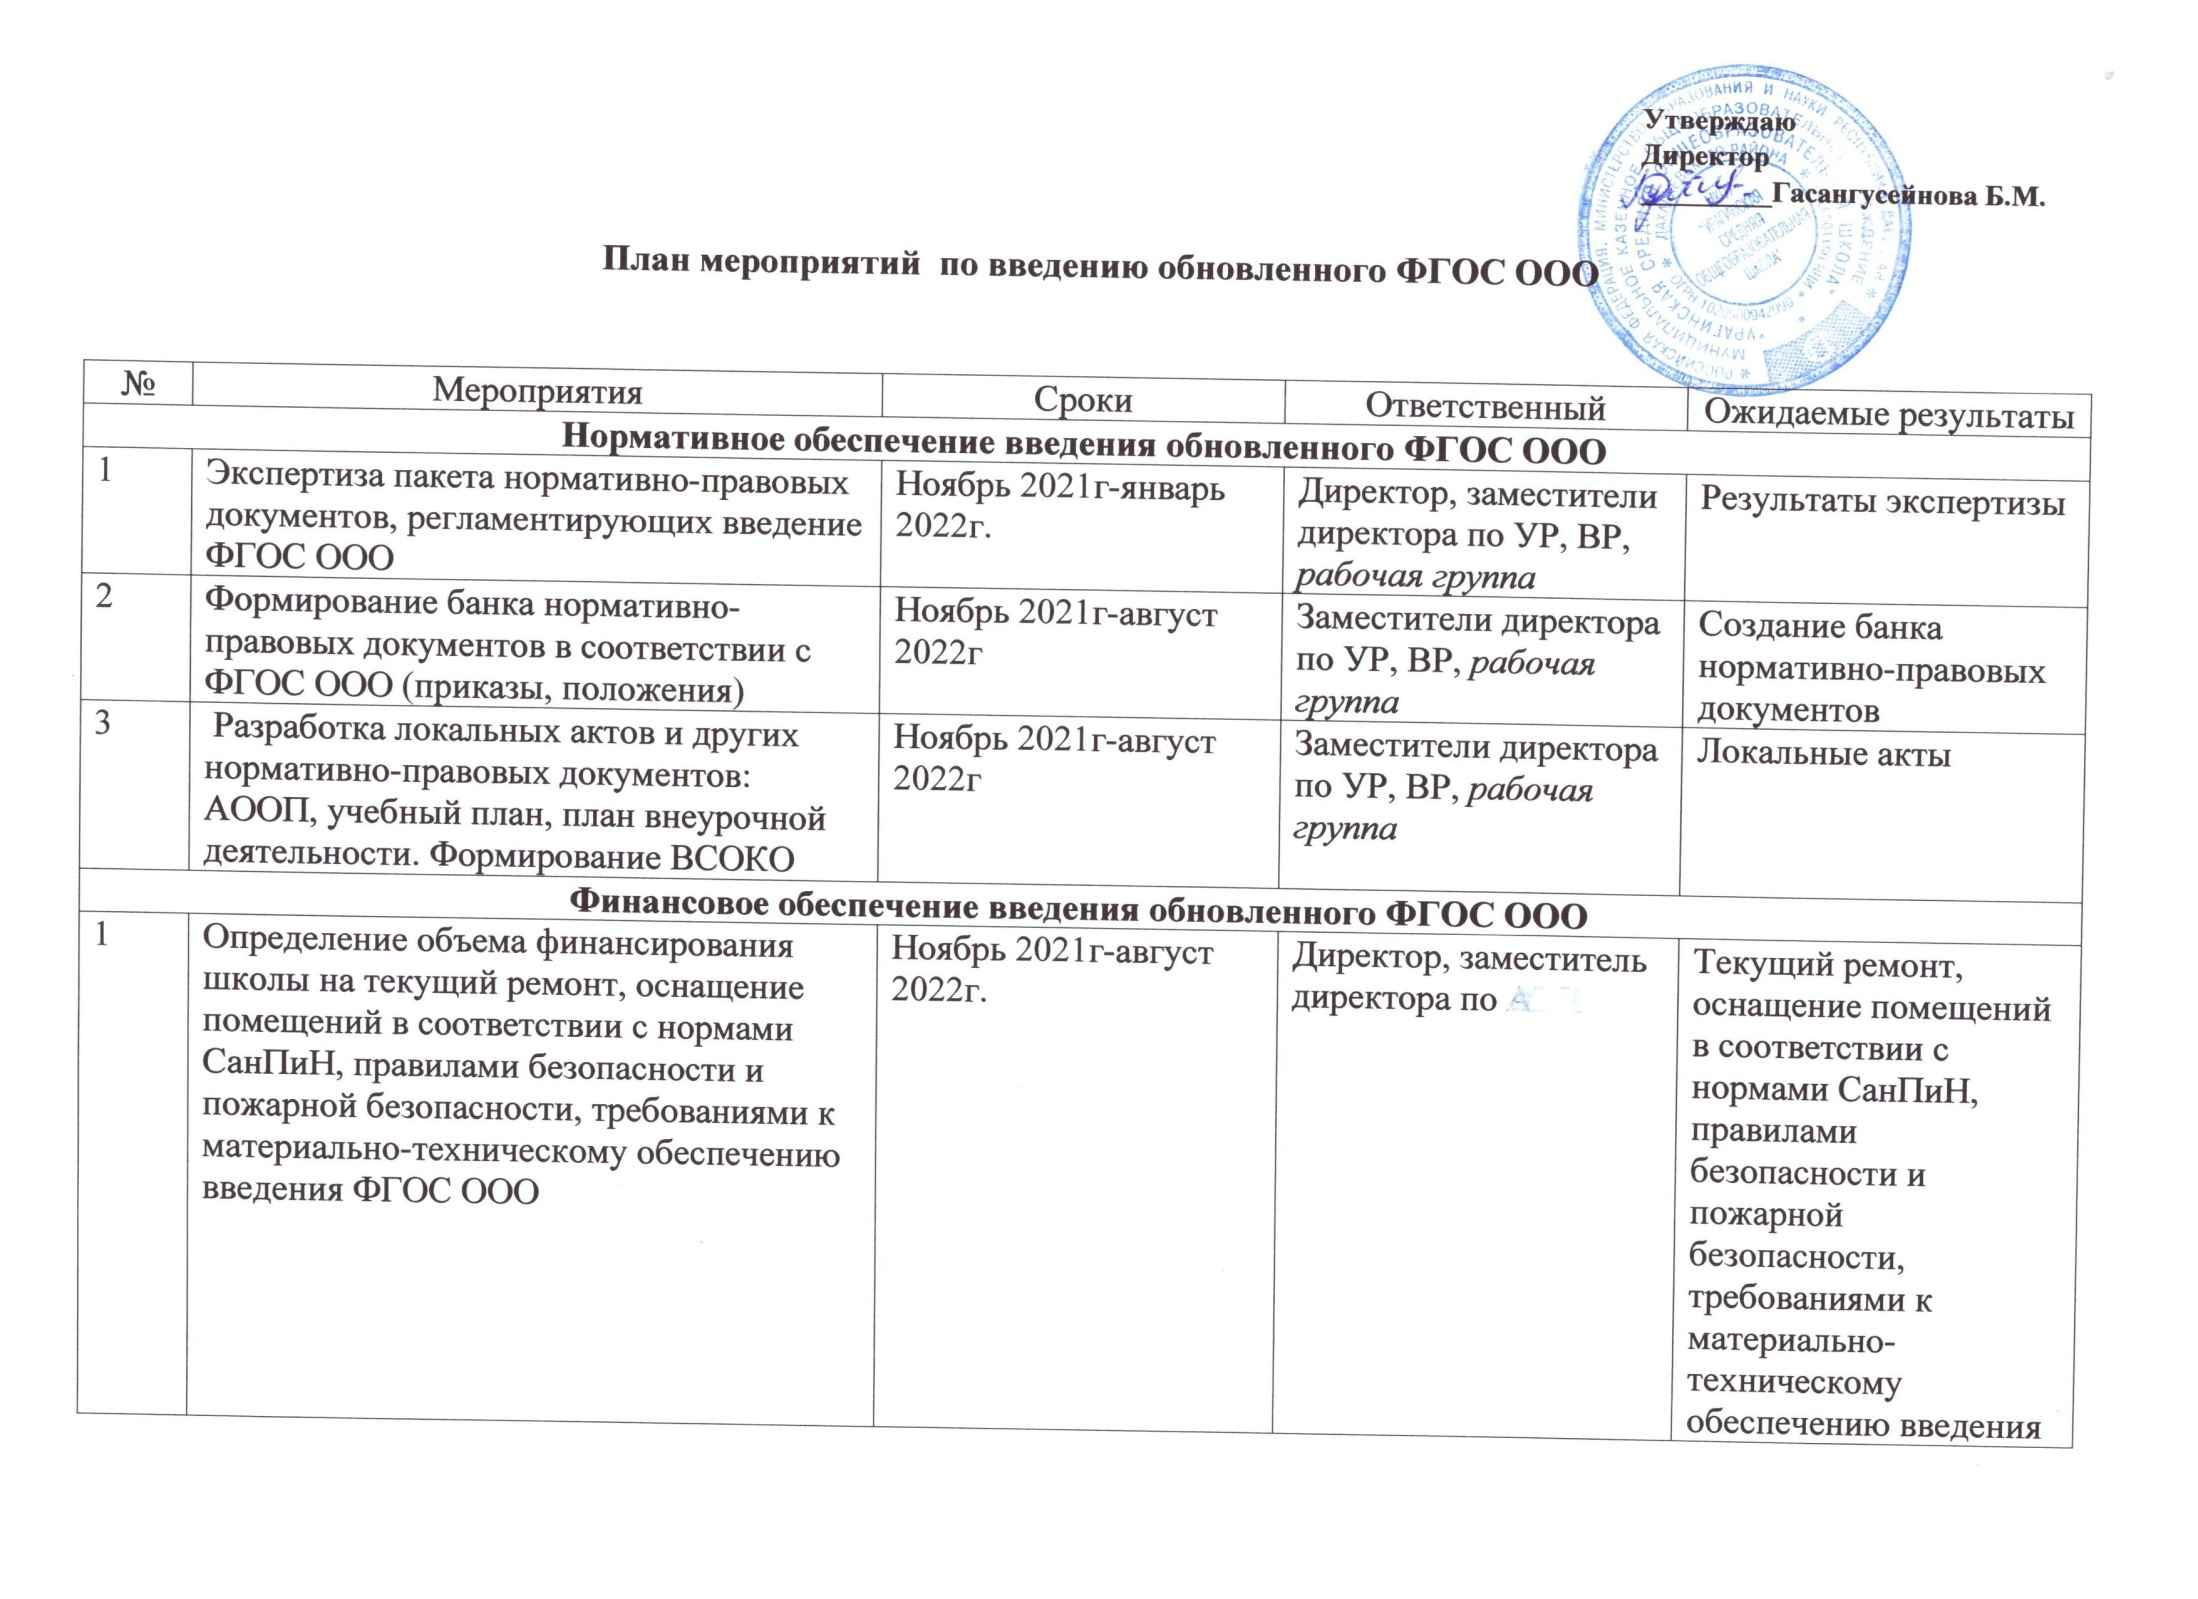 Утверждаю
Директор
Гасангусейнова Б.М.
План мероприятий по введению обновленного ФГОС ООО
№ Мероприятия Сроки Ответственный Ожидаемые результаты
Нормативное обеспечение введения обновленного ФГОС ООО
1
Экспертиза пакета нормативно-правовых
документов, регламентирующих введение
ФГОС ООО
Ноябрь 2021г-январь
2022г.
Директор, заместители
директора по УР, ВР,
рабочая группа
Результаты экспертизы
2
Формирование банка нормативно-
правовых документов в соответствии с
ФГОС ООО (приказы, положения)
Ноябрь 2021г-август
2022г
Заместители директора
по УР, ВР, рабочая
группа
Создание банка
нормативно-правовых
документов
3
Разработка локальных актов и других
нормативно-правовых документов:
АООП, учебный план, план внеурочной
деятельности. Формирование ВСОКО
Ноябрь 2021г-август
2022г
Заместители директора
по УР, ВР, рабочая
группа
Локальные акты
Финансовое обеспечение введения обновленного ФГОС ООО
1
Определение объема финансирования
школы на текущий ремонт, оснащение
помещений в соответствии с нормами
СанПиН, правилами безопасности и
пожарной безопасности, требованиями к
материально-техническому обеспечению
введения ФГОС ООО
Ноябрь 2021г-август
2022г.
Директор, заместитель
директора по
Текущий ремонт,
оснащение помещений
в соответствии с
нормами СанПиН,
правилами
безопасности и
пожарной
безопасности,
требованиями к
материально-
техническому
обеспечению введения